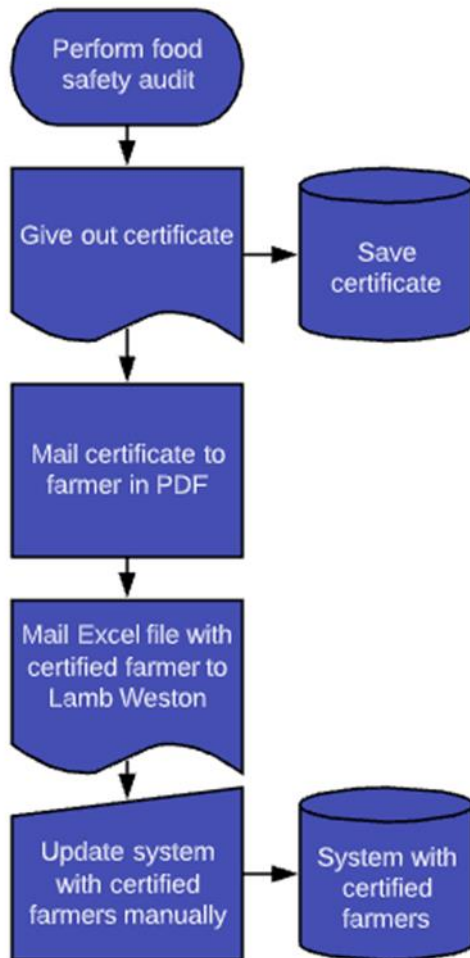 Perform food
safety audit
Give out certificate
Save
certificate
Mail certificate to
farmer in PDF
Mail Excel file with
certified farmer to
Lamb Weston
Update system
with certified
farmers manually
System with
certified
farmers